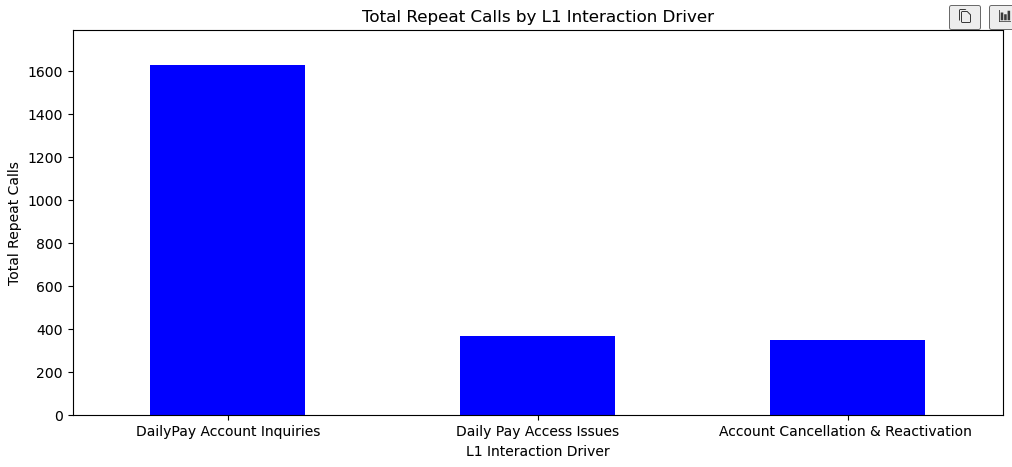 Total Repeat Calls by L1 Interaction Driver
1600
1400
1200
1000
800
600
400
200
0
Total Repeat Calls
DailyPay Account Inquiries
Daily Pay Access Issues
Account Cancellation & Reactivation
L1 Interaction Driver